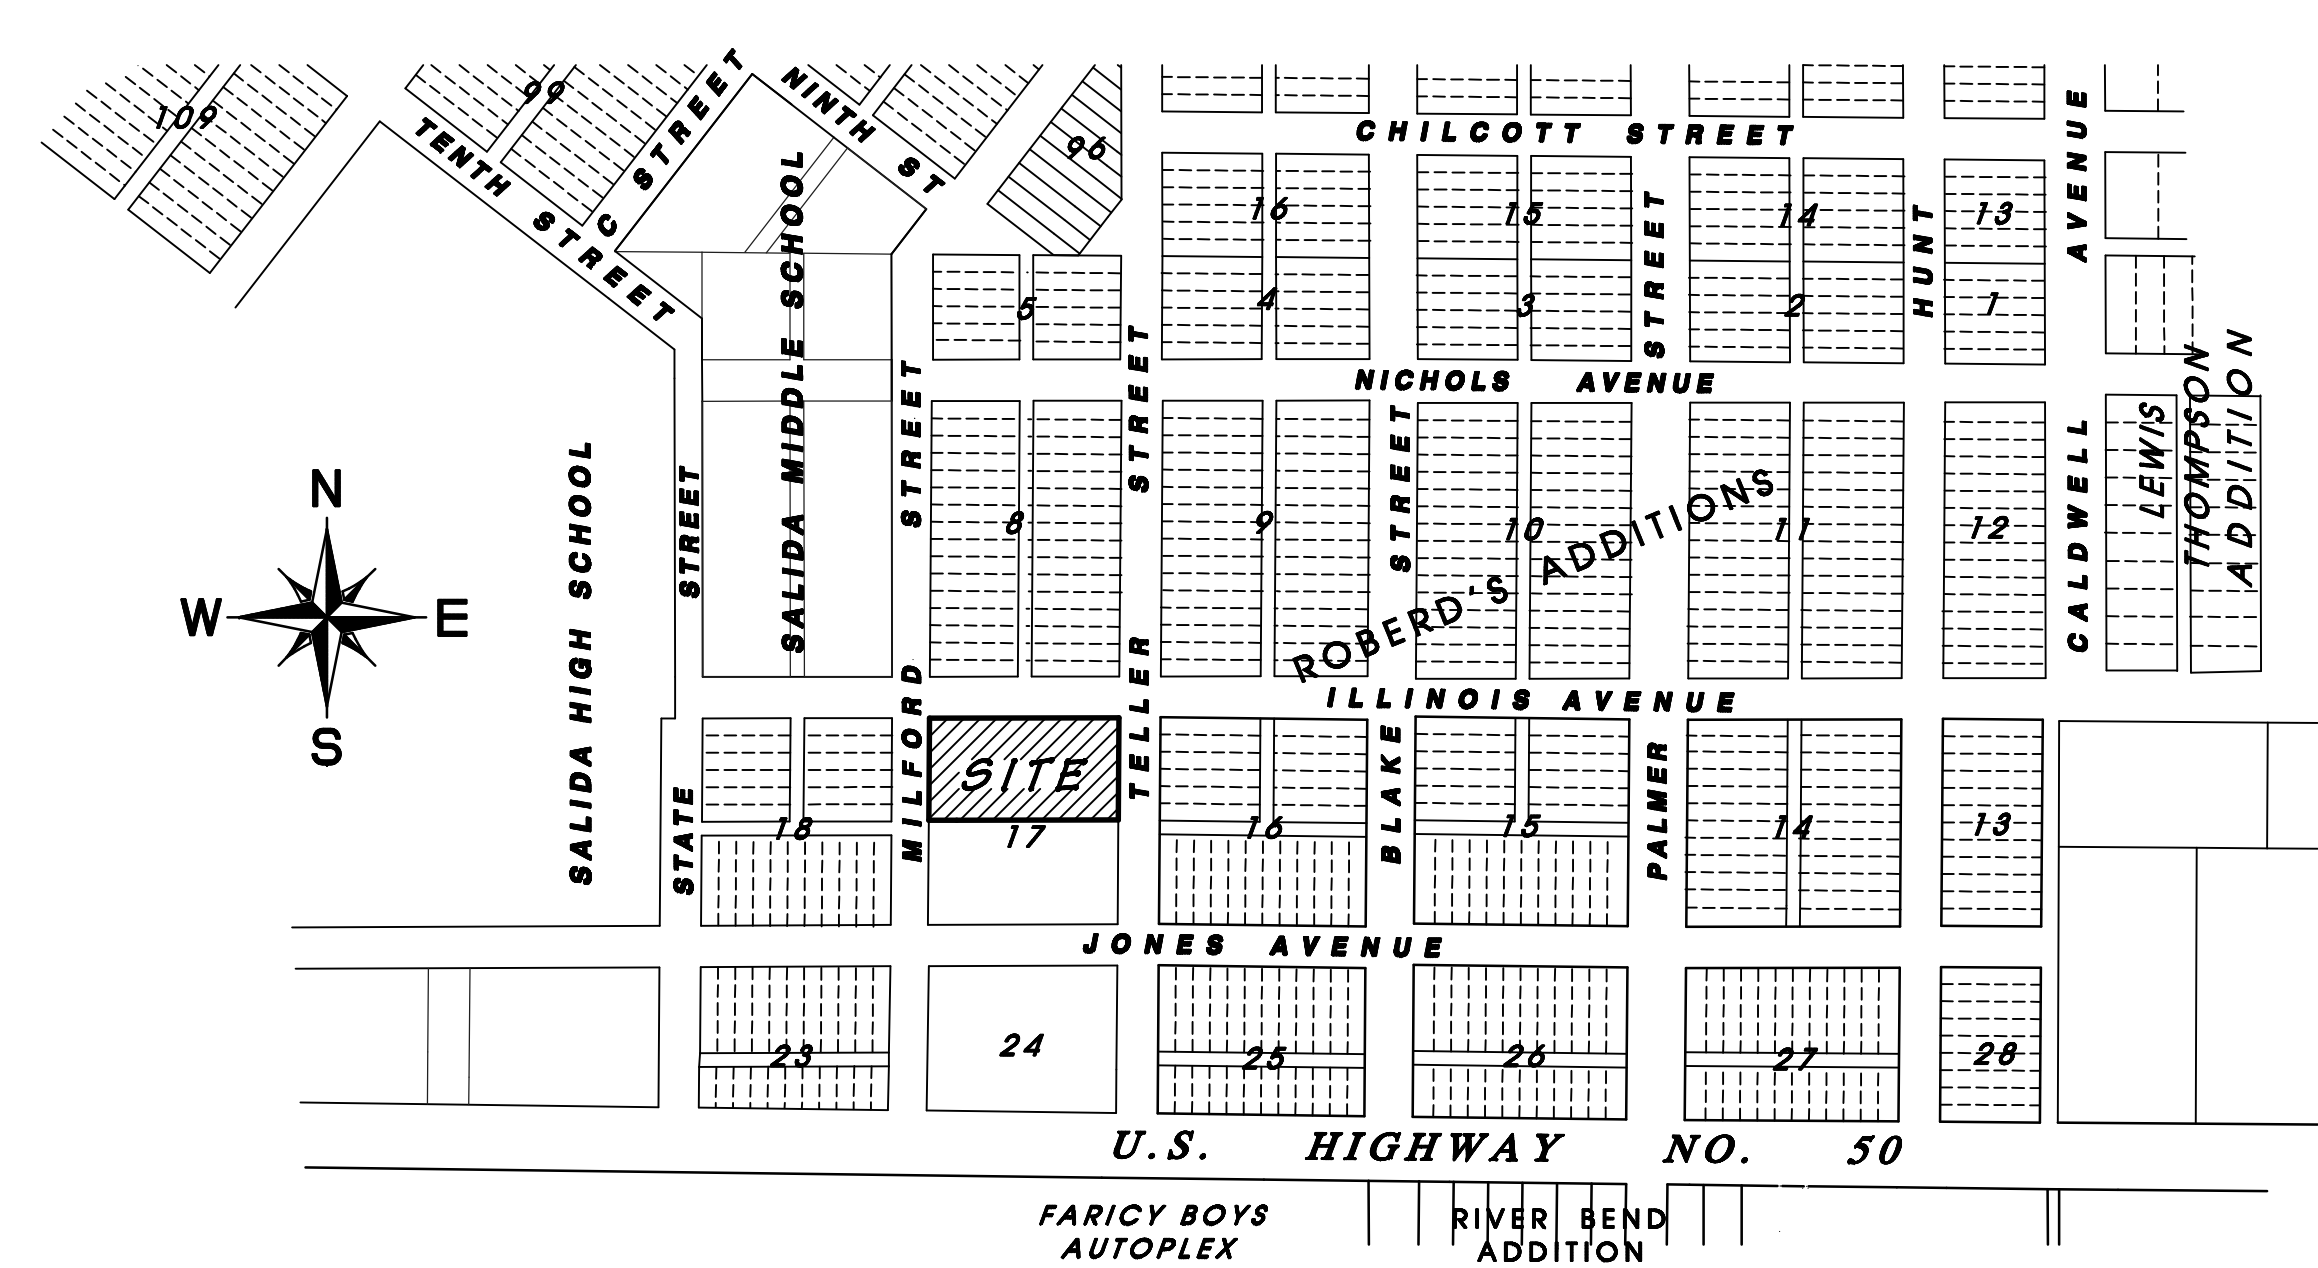 109
99
TENTH STREET
C STREET
NINTH ST
96
CHILCOTT STREET
16
15
14
13
5
4
3
2
1
NICHOLS AVENUE
SALIDA HIGH SCHOOL
SALIDA MIDDLE SCHOOL
STATE STREET
MILFORD STREET
TELLER STREET
BLAKE STREET
PALMER STREET
HUNT
CALDWELL AVENUE
LEWIS
THOMPSON
ADDITION
N
W
E
S
8
9
10
11
12
ROBERD'S ADDITIONS
ILLINOIS AVENUE
SITE
18
17
16
15
14
13
JONES AVENUE
23
24
25
26
27
28
U.S. HIGHWAY NO. 50
FARICY BOYS
AUTOPLEX
RIVER BEND
ADDITION